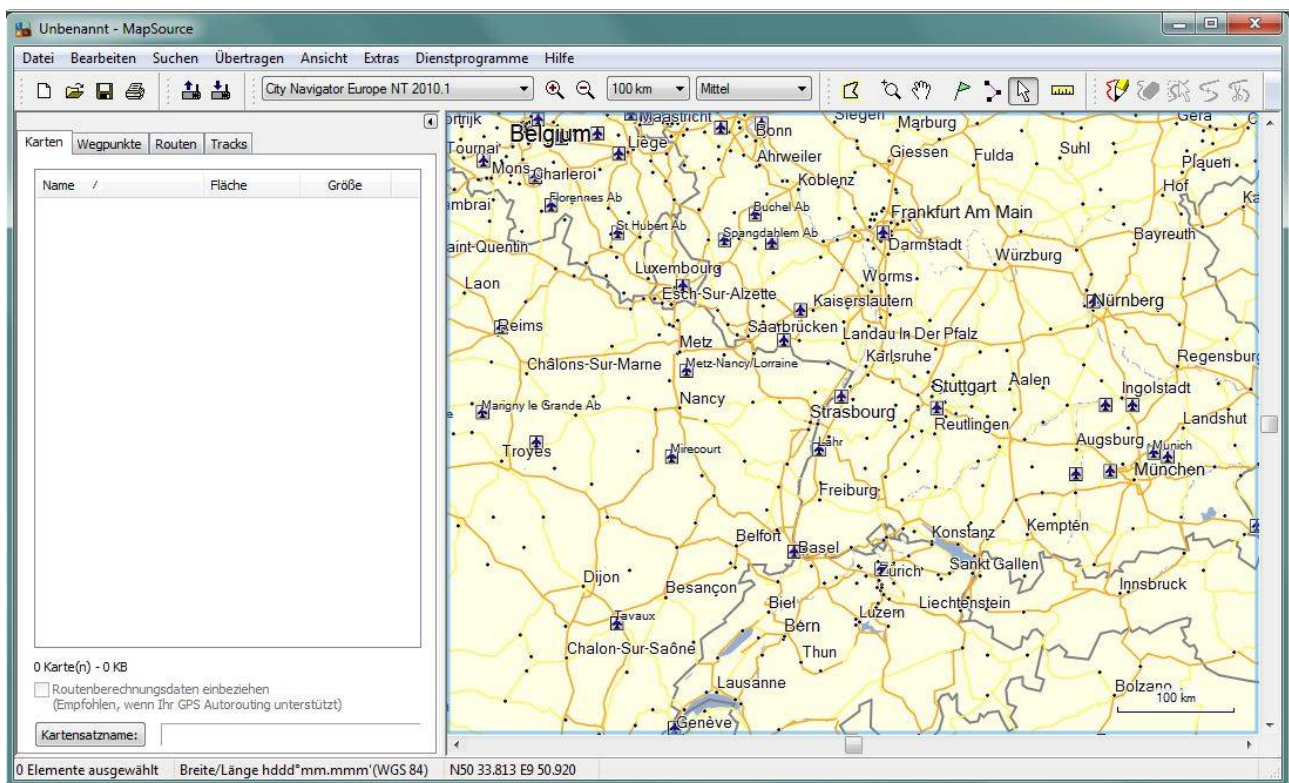 Unbenannt - MapSource
Datei Bearbeiten Suchen Übertragen Ansicht Extras Dienstprogramme Hilfe
City Navigator Europe NT 2010.1 100 km Mittel
Karten Wegpunkte Routen Tracks
Name Fläche Größe
0 Karte(n) - 0 KB
Routenberechnungsdaten einbeziehen
(Empfohlen, wenn Ihr GPS Autorouting unterstützt)
Kartensatzname:
ortrijk Maastricht Bonn Siegen Marburg Gera
Belgium Liège
Tournai Ahrweiler Giessen Fulda Suhl Plauen
Mons Charleroi Koblenz Hof
mbrai Florennes Ab Buchel Ab Frankfurt Am Main
St Hubert Ab Spangdahlem Ab Darmstadt Bayreuth
aint-Quentin Würzburg
Laon Luxembourg Worms
Esch-Sur-Alzette Kaiserslautern Nürnberg
Reims Saarbrücken Landau In Der Pfalz
Metz Karlsruhe Regensburg
Châlons-Sur-Marne Metz-Nancy/Lorraine
Stuttgart Aalen Ingolstadt
Marigny le Grande Ab Nancy Strasbourg Reutlingen Landshut
Troyes Mirecourt Lahr Augsburg Munich
München
Freiburg
Belfort Basel Konstanz Kempten
Dijon Zürich Sankt Gallen
Besançon Innsbruck
Biel Luzern Liechtenstein
Tavaux Bern
Chalon-Sur-Saône Thun
Lausanne Bolzano
100 km
Genève
0 Elemente ausgewählt Breite/Länge hddd°mm.mmm'(WGS 84) N50 33.813 E9 50.920